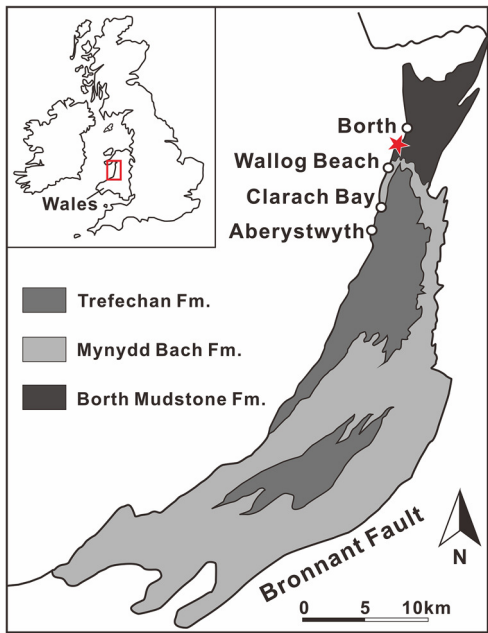 Wales
Borth
Wallog Beach
Clarach Bay
Aberystwyth
Trefechan Fm.
Mynydd Bach Fm.
Borth Mudstone Fm.
Bronnant Fault
N
0 5 10km